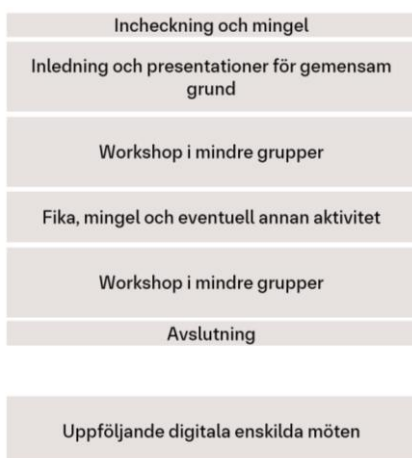 Incheckning och mingel
Inledning och presentationer för gemensam
grund
Workshop i mindre grupper
Fika, mingel och eventuell annan aktivitet
Workshop i mindre grupper
Avslutning
Uppföljande digitala enskilda möten